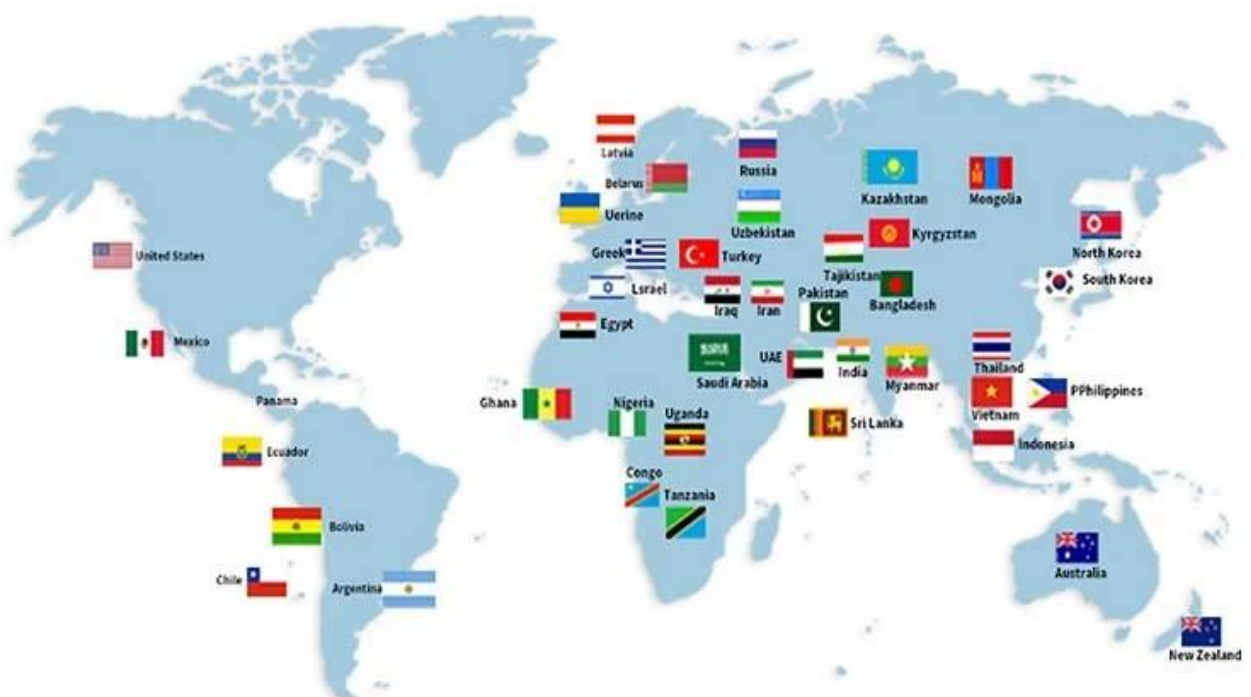 Latvia
Russia
Belarus
Kazakhstan
Mongolia
Uerine
Uzbekistan
Kyrgyzstan
North Korea
United States
Greek
Turkey
Tajikistan
South Korea
Lsrael
Iraq
Iran
Pakistan
Bangladesh
Egypt
Mexico
Saudi Arabia
UAE
India
Myanmar
Thailand
Panama
Ghana
Nigeria
Uganda
Sri Lanka
Vietnam
PPhilippines
Ecuador
Indonesia
Congo
Tanzania
Bolivia
Chile
Argentina
Australia
New Zealand